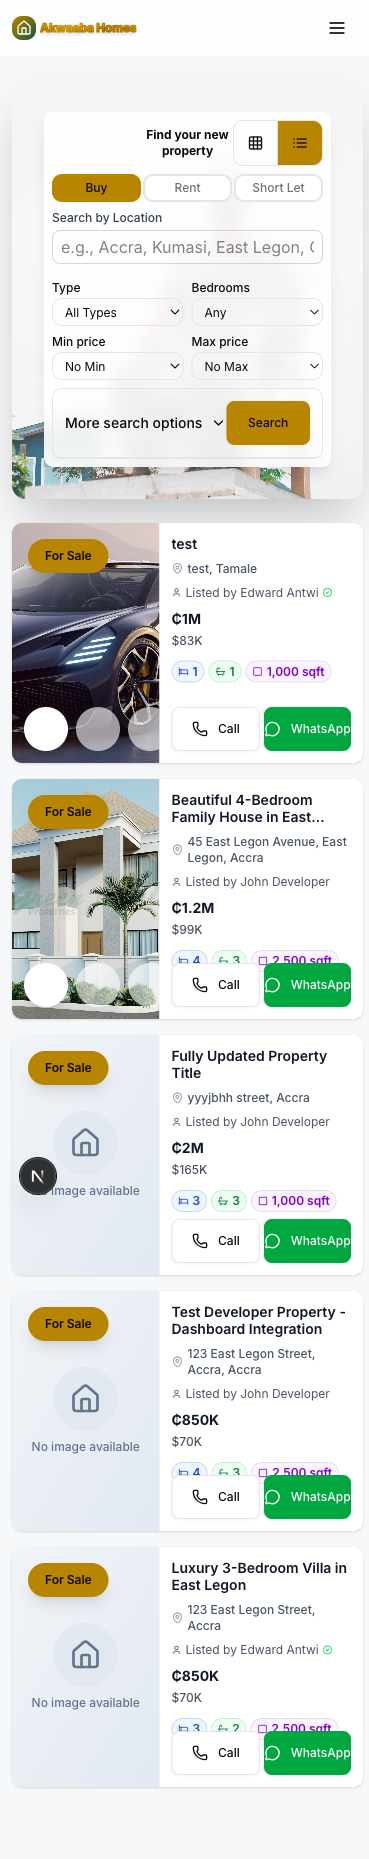 Akwaaba Homes
Find your new
property
Buy
Rent
Short Let
Search by Location
e.g., Accra, Kumasi, East Legon, (
Type
Bedrooms
All Types
Any
Min price
Max price
No Min
No Max
More search options
Search
For Sale
test
test, Tamale
Listed by Edward Antwi
₵1M
$83K
1
1
1,000 sqft
Call
WhatsApp
For Sale
Beautiful 4-Bedroom
Family House in East...
45 East Legon Avenue, East
Legon, Accra
Listed by John Developer
₵1.2M
$99K
4
3
2,500 sqft
Properties
Call
WhatsApp
For Sale
Fully Updated Property
Title
yyyjbhh street, Accra
Listed by John Developer
₵2M
$165K
3
3
1,000 sqft
N
image available
Call
WhatsApp
For Sale
Test Developer Property -
Dashboard Integration
123 East Legon Street,
Accra, Accra
Listed by John Developer
₵850K
$70K
4
3
2,500 sqft
No image available
Call
WhatsApp
For Sale
Luxury 3-Bedroom Villa in
East Legon
123 East Legon Street,
Accra
Listed by Edward Antwi
₵850K
$70K
3
2
2,500 sqft
No image available
Call
WhatsApp